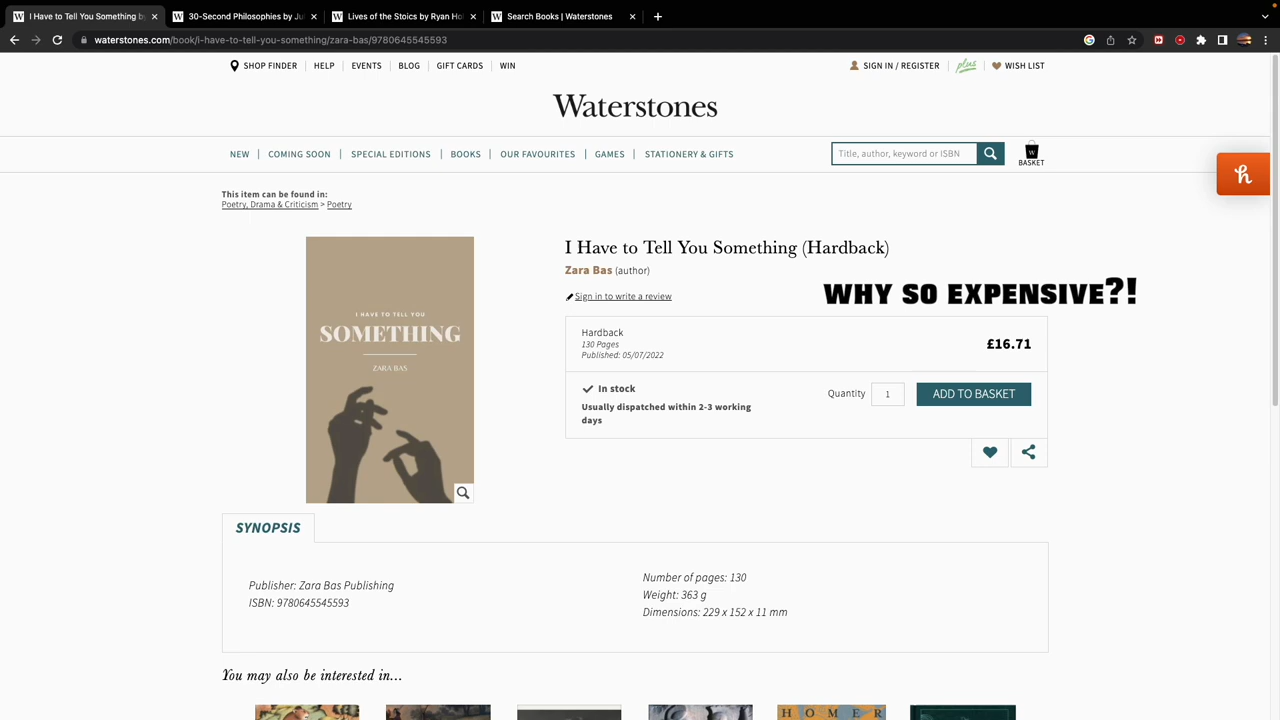 I Have to Tell You Something by
30-Second Philosophies by Jul
Lives of the Stoics by Ryan Hol
Search Books | Waterstones
waterstones.com/book/i-have-to-tell-you-something/zara-bas/9780645545593
SHOP FINDER
HELP
EVENTS
BLOG
GIFT CARDS
WIN
SIGN IN / REGISTER
plus
WISH LIST
Waterstones
NEW
COMING SOON
SPECIAL EDITIONS
BOOKS
OUR FAVOURITES
GAMES
STATIONERY & GIFTS
Title, author, keyword or ISBN
BASKET
This item can be found in:
Poetry, Drama & Criticism > Poetry
I Have to Tell You Something (Hardback)
Zara Bas (author)
Sign in to write a review
WHY SO EXPENSIVE?!
I HAVE TO TELL YOU
SOMETHING
ZARA BAS
Hardback
130 Pages
Published: 05/07/2022
£16.71
In stock
Usually dispatched within 2-3 working
days
Quantity
1
ADD TO BASKET
SYNOPSIS
Publisher: Zara Bas Publishing
ISBN: 9780645545593
Number of pages: 130
Weight: 363 g
Dimensions: 229 x 152 x 11 mm
You may also be interested in...
HOMER